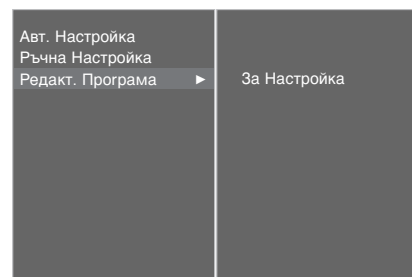 Авт. Настройка
Ръчна Настройка
Редакт. Програма ►
За Настройка